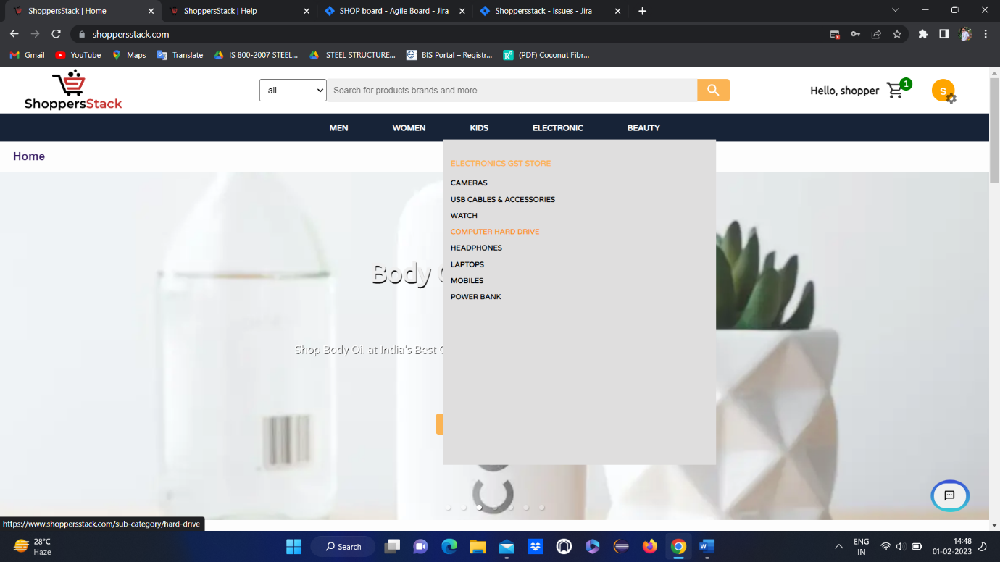 ShoppersStack | Home
ShoppersStack | Help
SHOP board - Agile Board - Jira
Shoppersstack - Issues - Jira
shoppersstack.com
Gmail
YouTube
Maps
Translate
IS 800-2007 STEEL...
STEEL STRUCTURE...
BIS Portal – Registr...
(PDF) Coconut Fibr...
ShoppersStack
all
Search for products brands and more
Hello, shopper
1
S
MEN
WOMEN
KIDS
ELECTRONIC
BEAUTY
Home
ELECTRONICS GST STORE
CAMERAS
USB CABLES & ACCESSORIES
WATCH
COMPUTER HARD DRIVE
HEADPHONES
LAPTOPS
MOBILES
POWER BANK
Body
Shop Body Oil at India's Best
https://www.shoppersstack.com/sub-category/hard-drive
28°C
Haze
Search
ENG
IN
14:48
01-02-2023